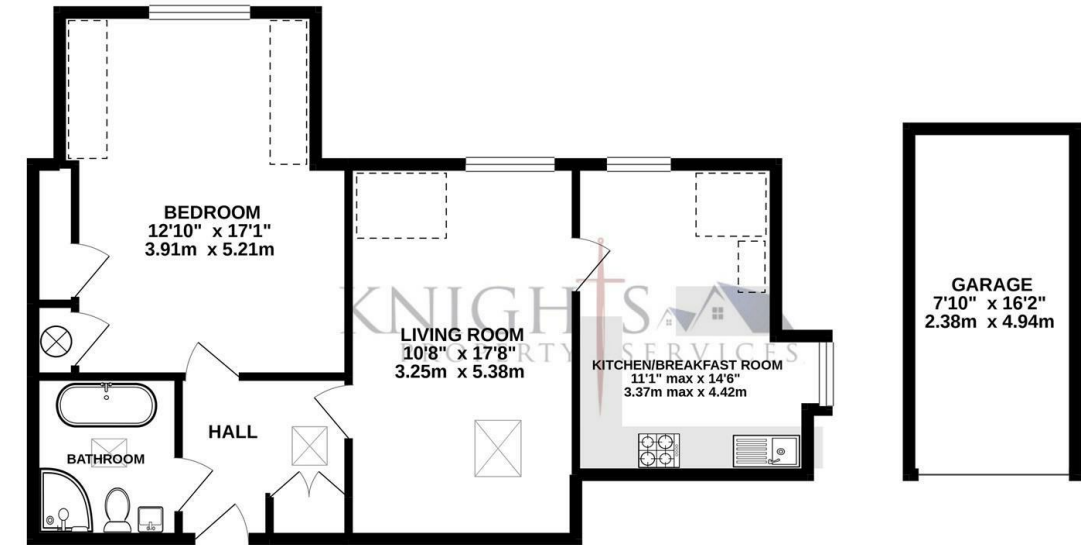 BEDROOM
12'10" x 17'1"
3.91m x 5.21m
GARAGE
7'10" x 16'2"
2.38m x 4.94m
KNIGHTS
PROPERTY SERVICES
LIVING ROOM
10'8" x 17'8"
3.25m x 5.38m
KITCHEN/BREAKFAST ROOM
11'1" max x 14'6"
3.37m max x 4.42m
HALL
BATHROOM